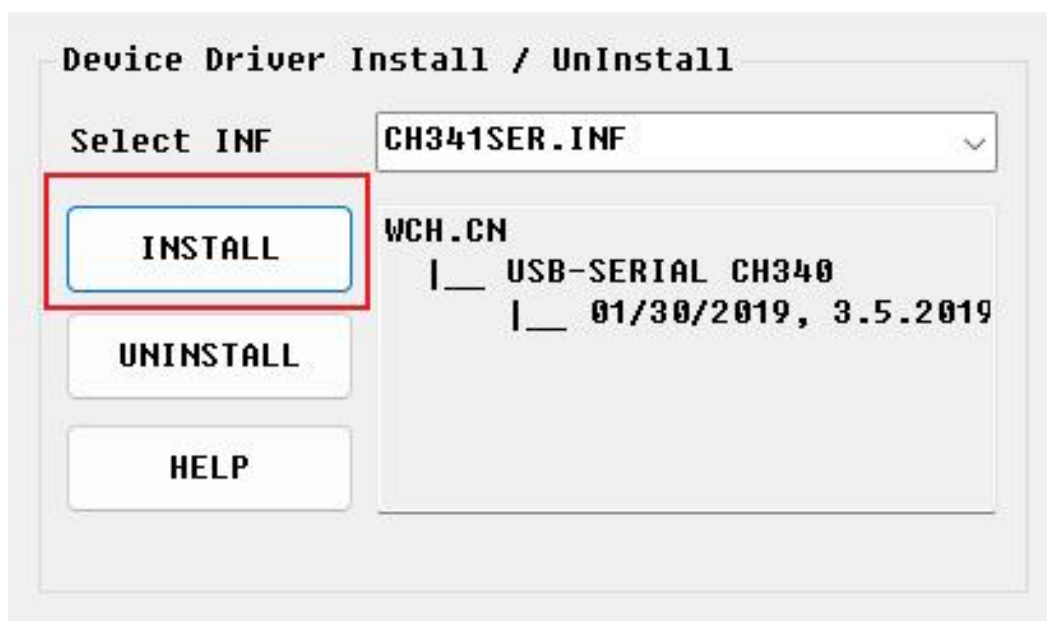 Device Driver Install / UnInstall
Select INF
CH341SER.INF
INSTALL
WCH.CN
|__ USB-SERIAL CH340
|__ 01/30/2019, 3.5.2019
UNINSTALL
HELP